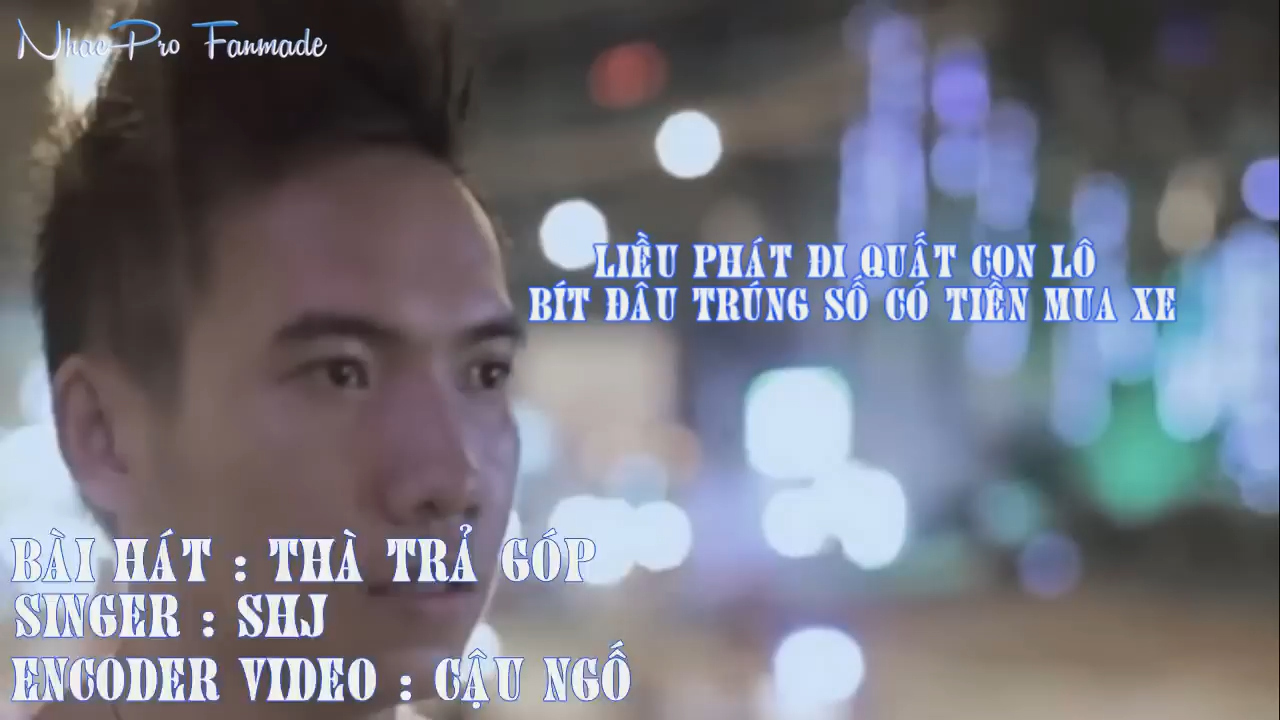 NhacPro Fanmade
LIỀU PHÁT ĐI QUẤT CON LÔ
BÍT ĐÂU TRÚNG SỐ CÓ TIỀN MUA XE
BÀI HÁT : THÀ TRẢ GÓP
SINGER : SHJ
ENCODER VIDEO : CẬU NGỐ